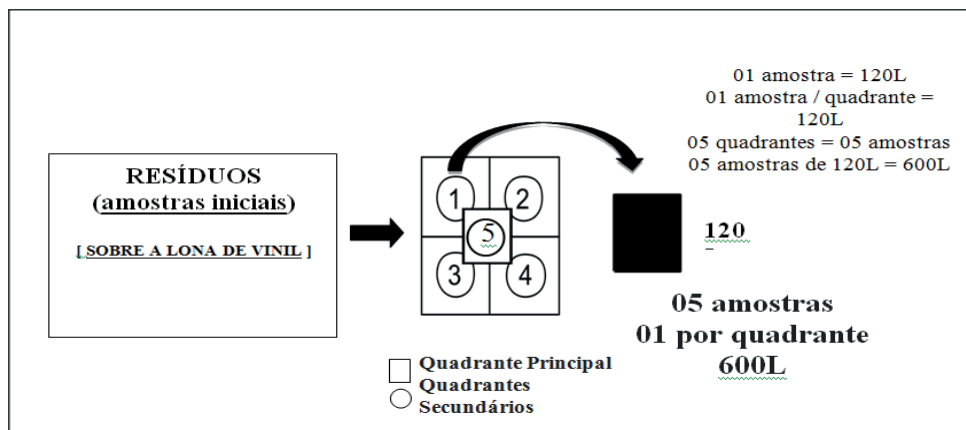 RESÍDUOS
(amostras iniciais)
[ SOBRE A LONA DE VINIL ]
1
2
5
3
4
Quadrante Principal
Quadrantes
Secundários
01 amostra = 120L
01 amostra / quadrante =
120L
05 quadrantes = 05 amostras
05 amostras de 120L = 600L
120
05 amostras
01 por quadrante
600L